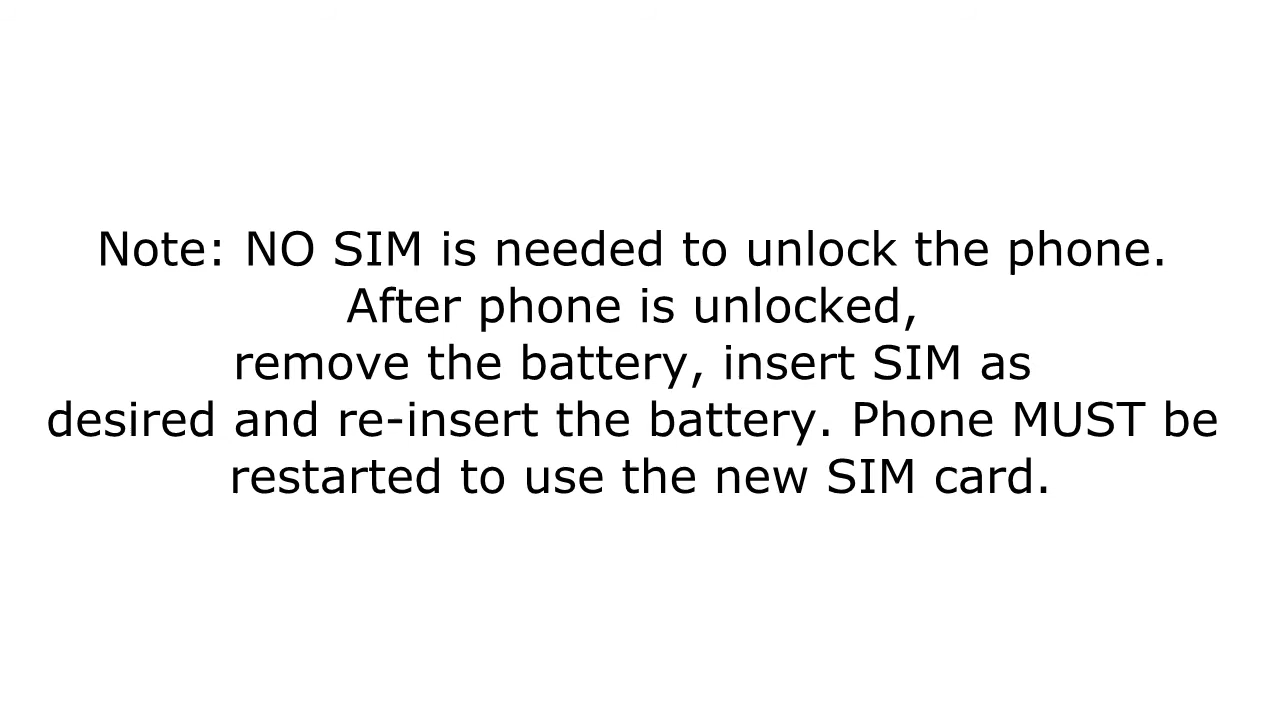 Note: NO SIM is needed to unlock the phone.
After phone is unlocked,
remove the battery, insert SIM as
desired and re-insert the battery. Phone MUST be
restarted to use the new SIM card.